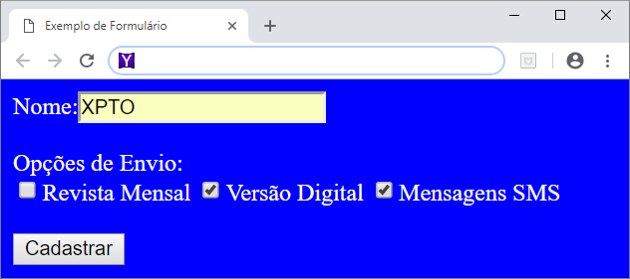 Exemplo de Formulário
Y
Nome:XPTO
Opções de Envio:
Revista Mensal Versão Digital Mensagens SMS
Cadastrar